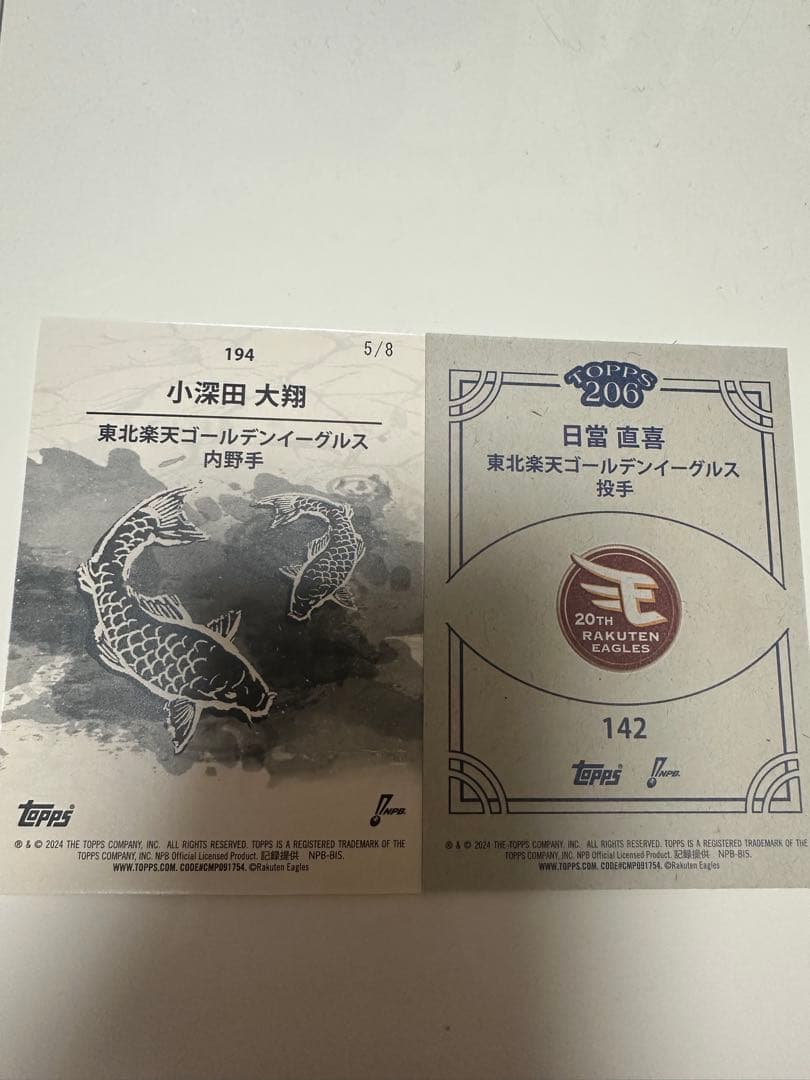 194
5/8
小深田 大翔
東北楽天ゴールデンイーグルス
内野手
topps
NPB
® & © 2024 THE TOPPS COMPANY, INC. ALL RIGHTS RESERVED. TOPPS IS A REGISTERED TRADEMARK OF THE
TOPPS COMPANY, INC. NPB Official Licensed Product. 記録提供 NPB-BIS.
WWW.TOPPS.COM. CODE#CMP091754. ©Rakuten Eagles
TOPPS
206
日當 直喜
東北楽天ゴールデンイーグルス
投手
20TH
RAKUTEN
EAGLES
142
topps
NPB
® & © 2024 THE TOPPS COMPANY, INC. ALL RIGHTS RESERVED. TOPPS IS A REGISTERED TRADEMARK OF THE
TOPPS COMPANY, INC. NPB Official Licensed Product. 記録提供 NPB-BIS.
WWW.TOPPS.COM. CODE#CMP091754. ©Rakuten Eagles